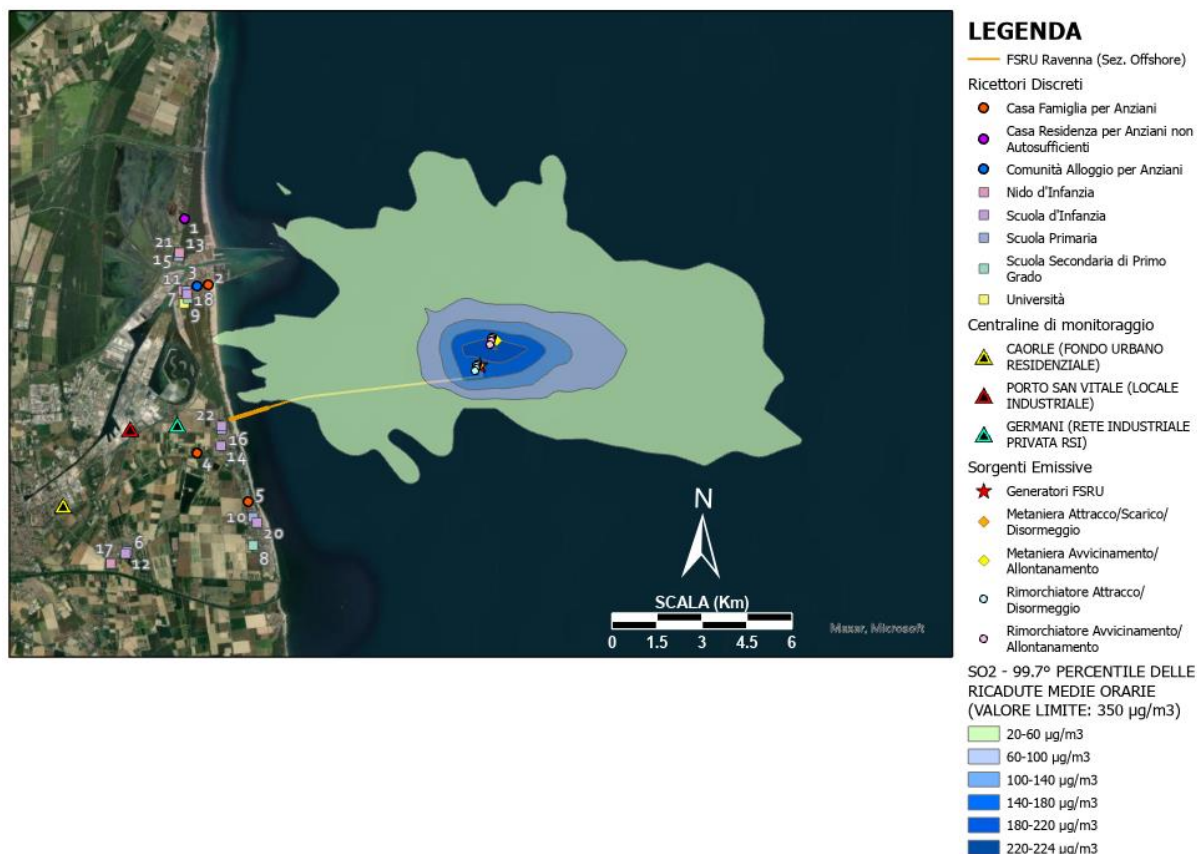 LEGENDA
FSRU Ravenna (Sez. Offshore)
Ricettori Discreti
Casa Famiglia per Anziani
Casa Residenza per Anziani non
Autosufficienti
Comunità Alloggio per Anziani
Nido d'Infanzia
Scuola d'Infanzia
Scuola Primaria
Scuola Secondaria di Primo
Grado
Università
Centraline di monitoraggio
CAORLE (FONDO URBANO
RESIDENZIALE)
PORTO SAN VITALE (LOCALE
INDUSTRIALE)
GERMANI (RETE INDUSTRIALE
PRIVATA RSI)
Sorgenti Emissive
Generatori FSRU
Metaniera Attracco/Scarico/
Disormeggio
Metaniera Avvicinamento/
Allontanamento
Rimorchiatore Attracco/
Disormeggio
Rimorchiatore Avvicinamento/
Allontanamento
SO2 - 99.7° PERCENTILE DELLE
RICADUTE MEDIE ORARIE
(VALORE LIMITE: 350 µg/m3)
20-60 µg/m3
60-100 µg/m3
100-140 µg/m3
140-180 µg/m3
180-220 µg/m3
220-224 µg/m3
1
21 13
15
3 2
11
7 18
9
22
16
14
4
5
10
20
8
17 6
12
N
SCALA (Km)
0 1.5 3 4.5 6
Maxar, Microsoft